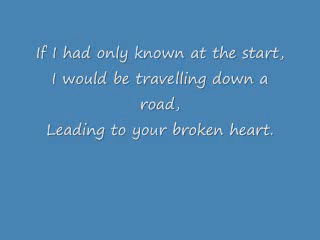 If I had only known at the start,
I would be travelling down a
road,
Leading to your broken heart.